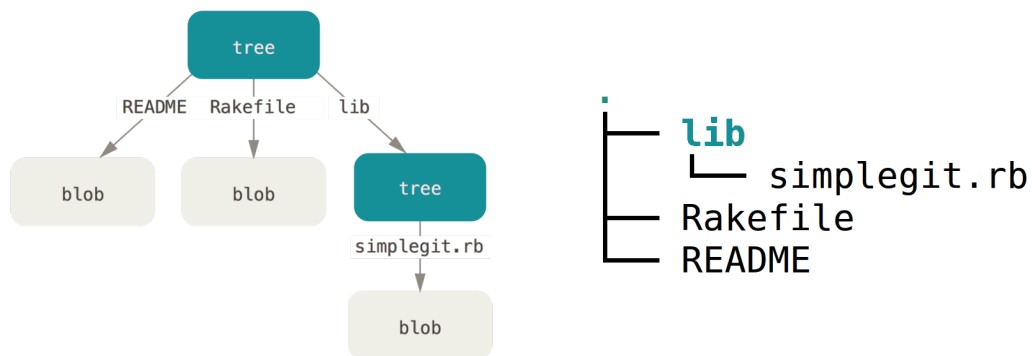 tree
README Rakefile lib
blob blob tree
simplegit.rb
blob
.
lib
simplegit.rb
Rakefile
README